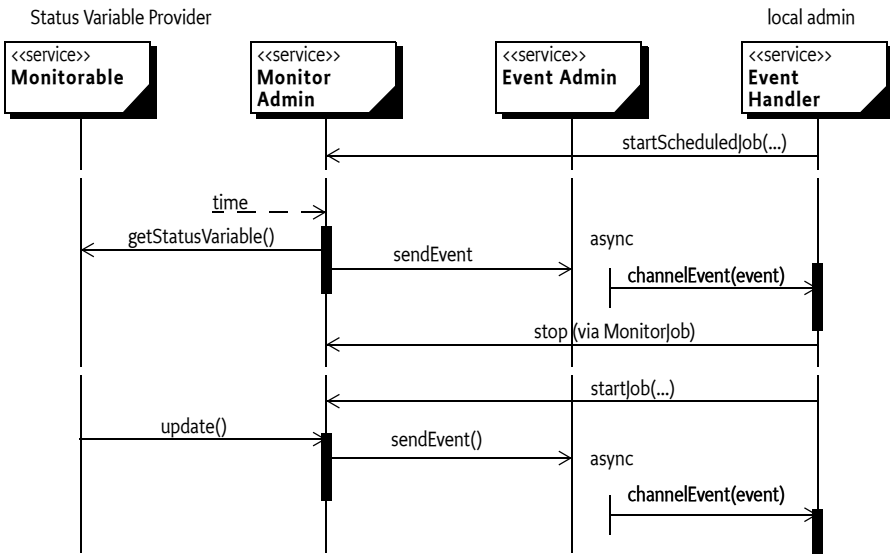 Status Variable Provider
local admin
<<service>>
Monitorable
<<service>>
Monitor
Admin
<<service>>
Event Admin
<<service>>
Event
Handler
startScheduledJob(...)
time
getStatusVariable()
sendEvent
async
channelEvent(event)
stop (via MonitorJob)
startJob(...)
update()
sendEvent()
async
channelEvent(event)